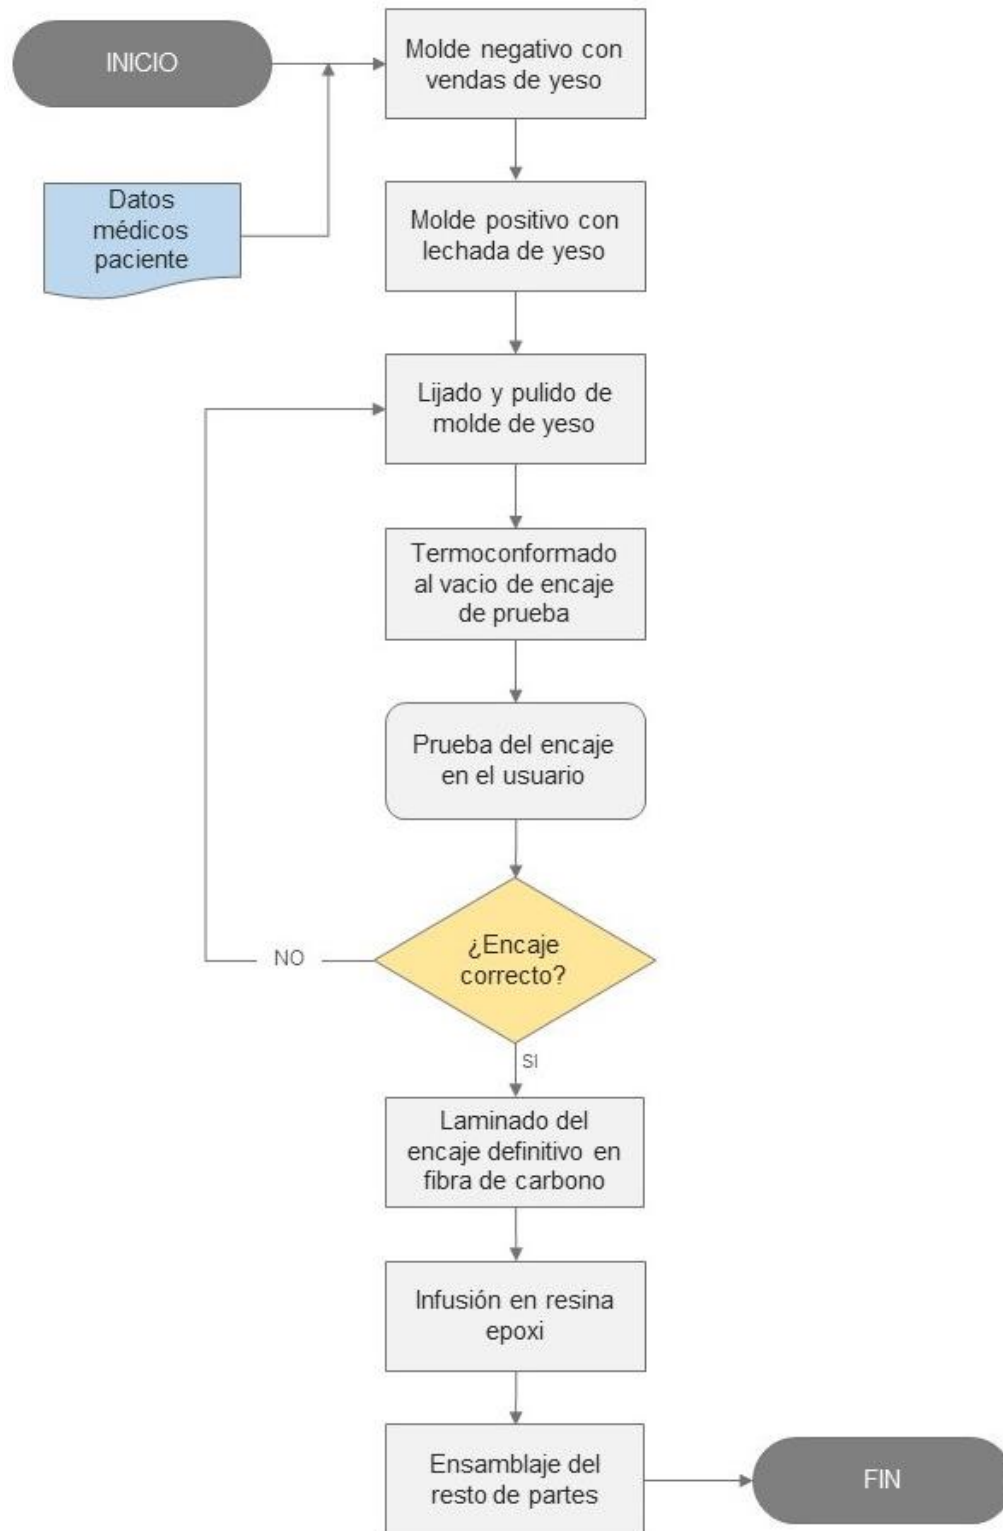 INICIO
Molde negativo con
vendas de yeso
Datos
médicos
paciente
Molde positivo con
lechada de yeso
Lijado y pulido de
molde de yeso
Termoconformado
al vacio de encaje
de prueba
Prueba del encaje
en el usuario
¿Encaje
correcto?
NO
SI
Laminado del
encaje definitivo en
fibra de carbono
Infusión en resina
epoxi
Ensamblaje del
resto de partes
FIN